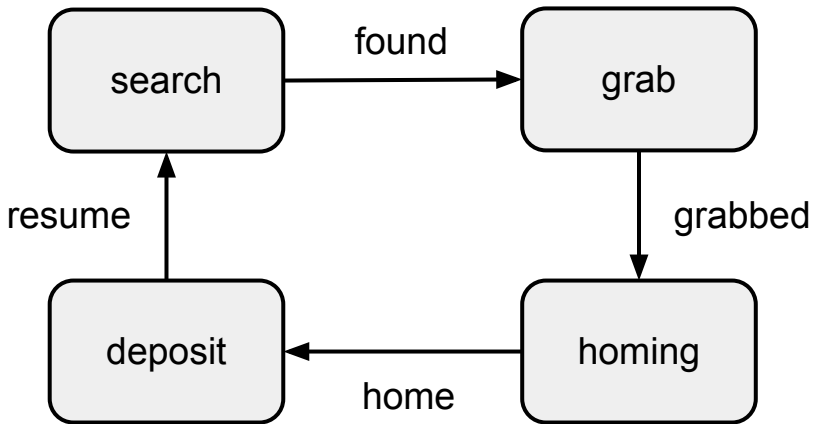 found
search
grab
resume
grabbed
deposit
homing
home